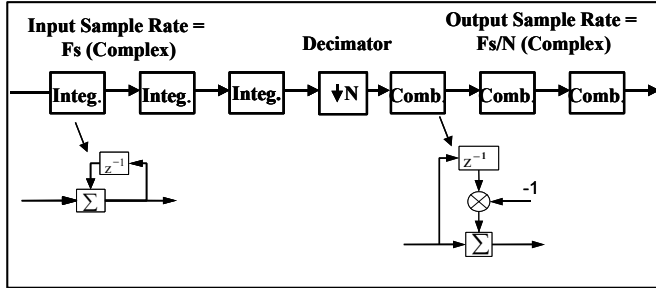 Input Sample Rate =
Fs (Complex)
Decimator
Output Sample Rate =
Fs/N (Complex)
Integ. Integ. Integ. ↓N Comb. Comb. Comb.
z⁻¹
Σ
z⁻¹
-1
Σ